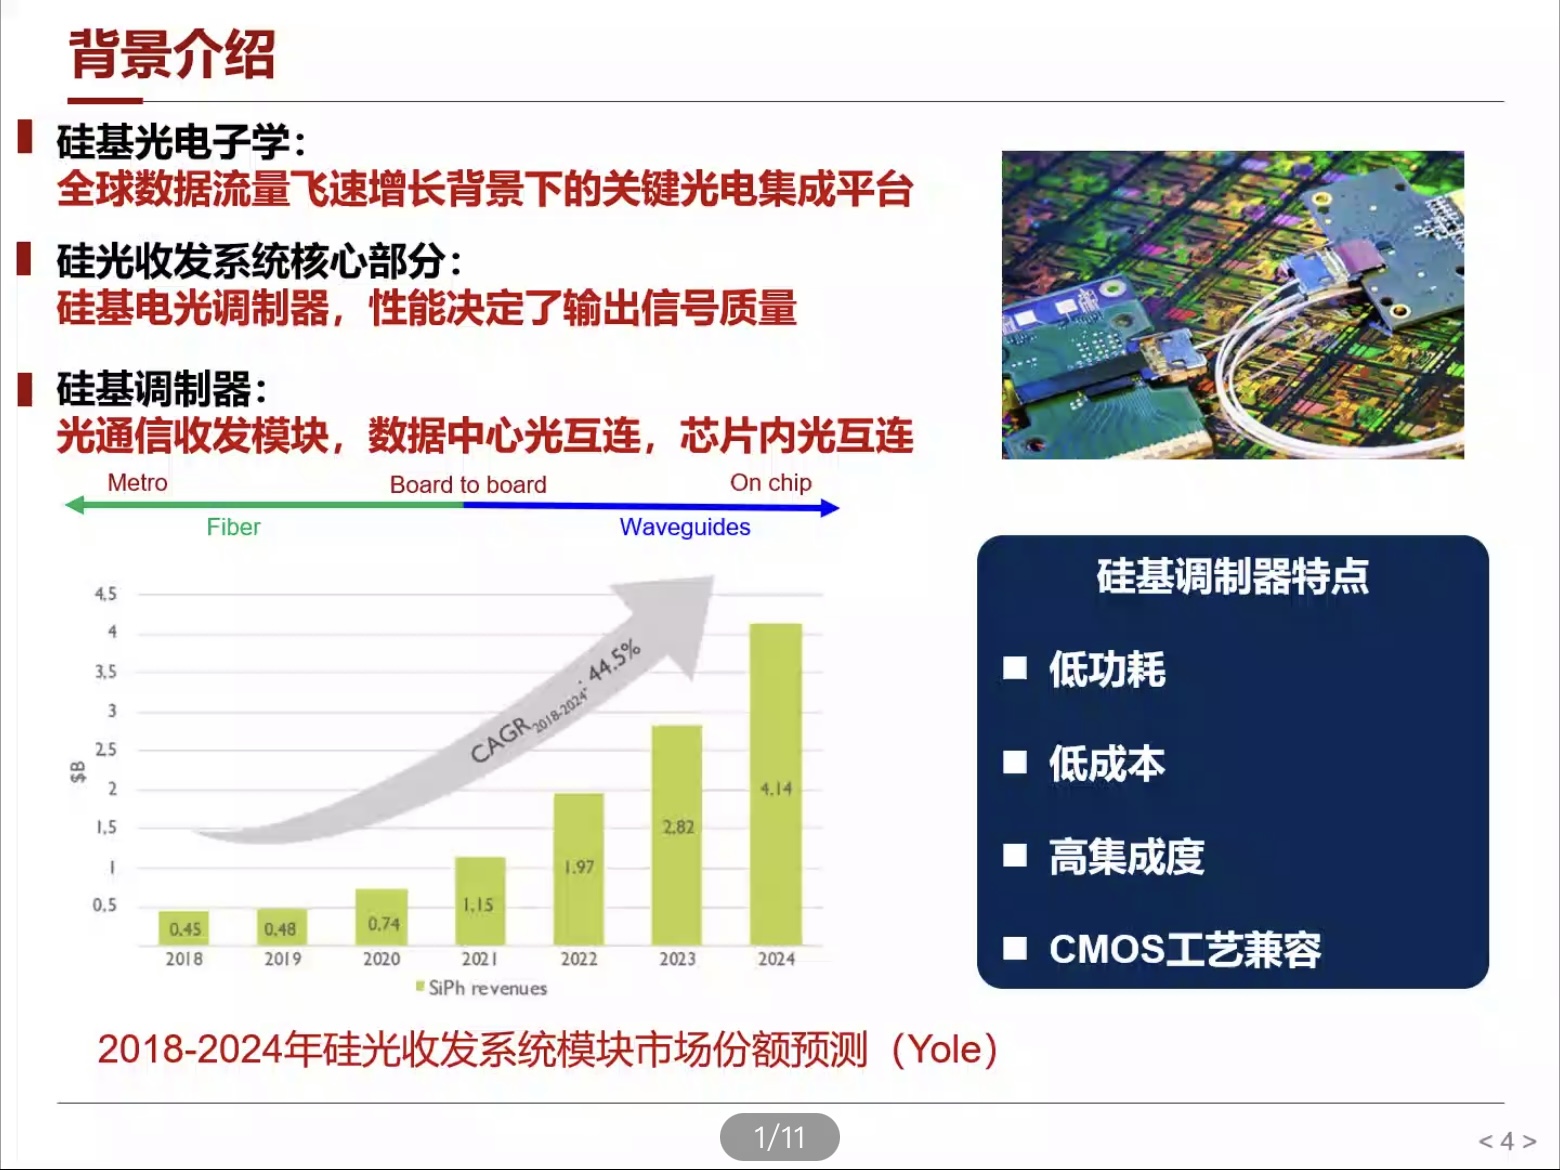 背景介绍
硅基光电子学：
全球数据流量飞速增长背景下的关键光电集成平台
硅光收发系统核心部分：
硅基电光调制器，性能决定了输出信号质量
硅基调制器：
光通信收发模块，数据中心光互连，芯片内光互连
Metro Board to board On chip
Fiber Waveguides
4,5
4
3,5
3
2,5
2
1,5
1
0,5
$B
CAGR2018-2024: 44.5%
0,45
0,48
0,74
1,15
1,97
2,82
4,14
2018 2019 2020 2021 2022 2023 2024
SiPh revenues
2018-2024年硅光收发系统模块市场份额预测（Yole）
硅基调制器特点
低功耗
低成本
高集成度
CMOS工艺兼容
1/11
< 4 >